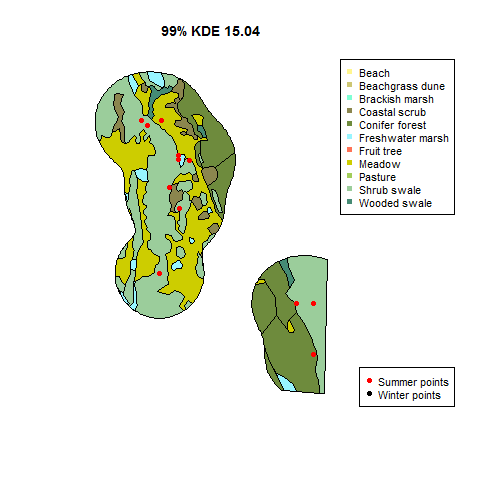 99% KDE 15.04
Beach
Beachgrass dune
Brackish marsh
Coastal scrub
Conifer forest
Freshwater marsh
Fruit tree
Meadow
Pasture
Shrub swale
Wooded swale
Summer points
Winter points